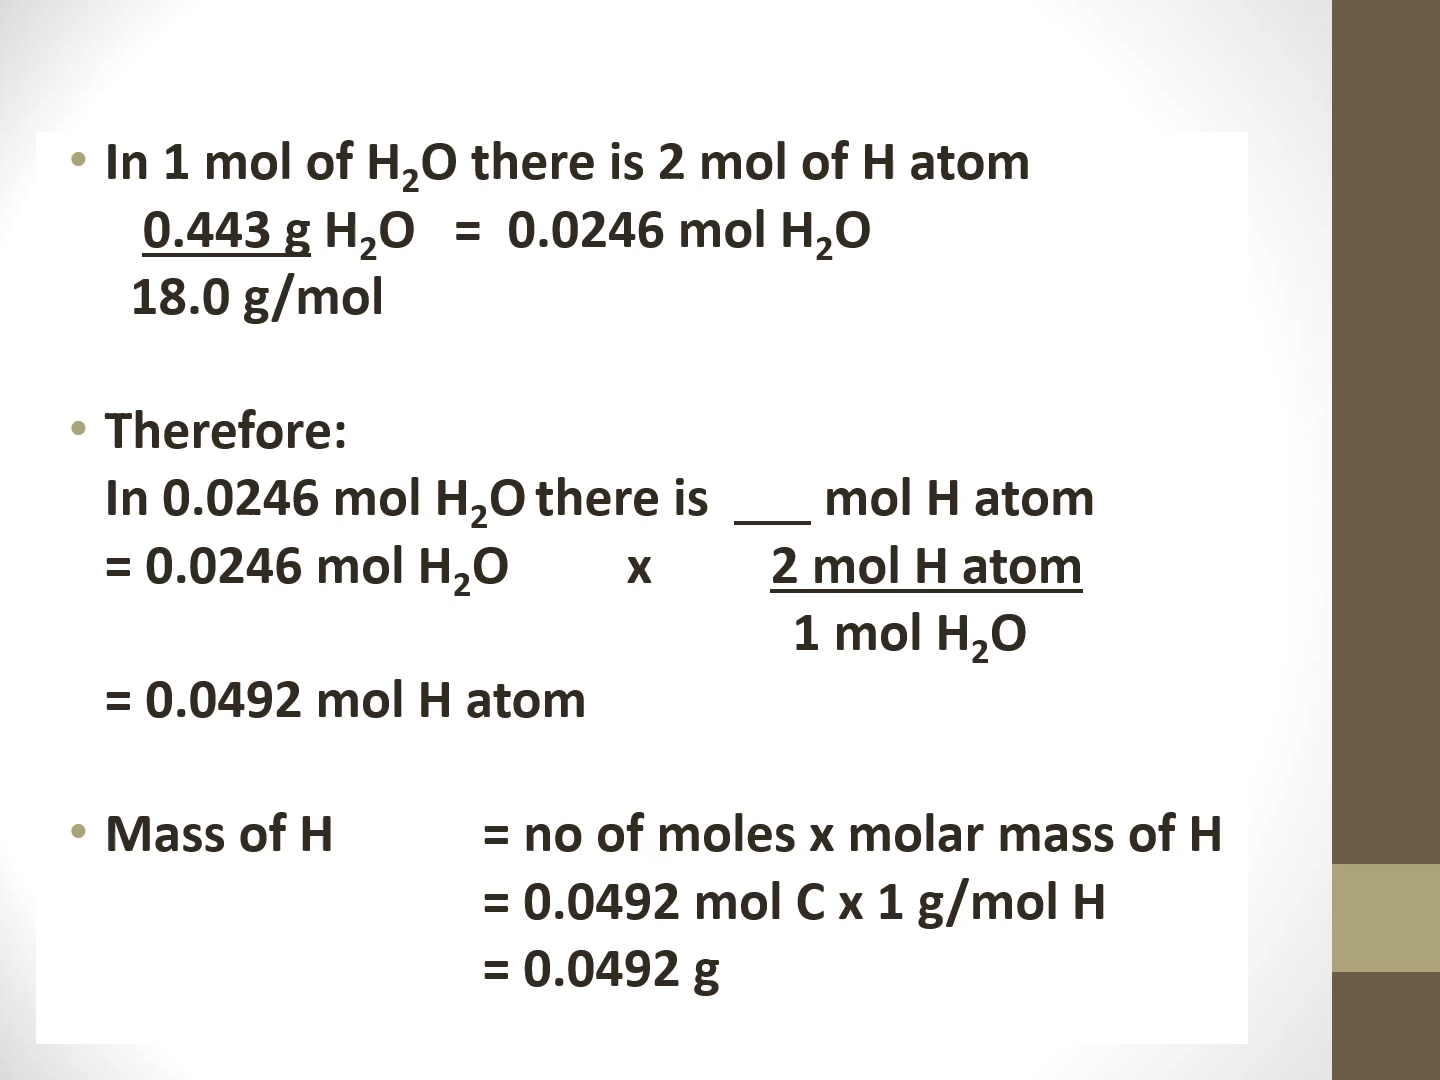 • In 1 mol of H₂O there is 2 mol of H atom
0.443 g H₂O = 0.0246 mol H₂O
18.0 g/mol
• Therefore:
In 0.0246 mol H₂O there is ___ mol H atom
= 0.0246 mol H₂O x 2 mol H atom
1 mol H₂O
= 0.0492 mol H atom
• Mass of H = no of moles x molar mass of H
= 0.0492 mol C x 1 g/mol H
= 0.0492 g